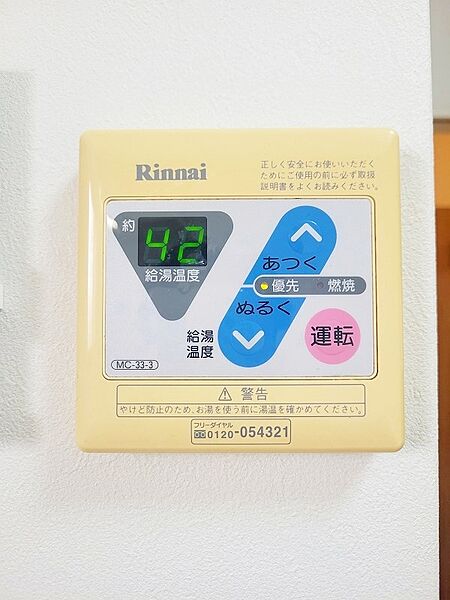 Rinnai
正しく安全にお使いいただく
ためにご使用の前に必ず取扱
説明書をよくお読みください。
約
42
給湯温度
あつく
優先 燃焼
ぬるく
給湯
温度
運転
MC-33-3
⚠ 警告
やけど防止のため、お湯を使う前に湯温を確かめてください。
フリーダイヤル
0120-054321